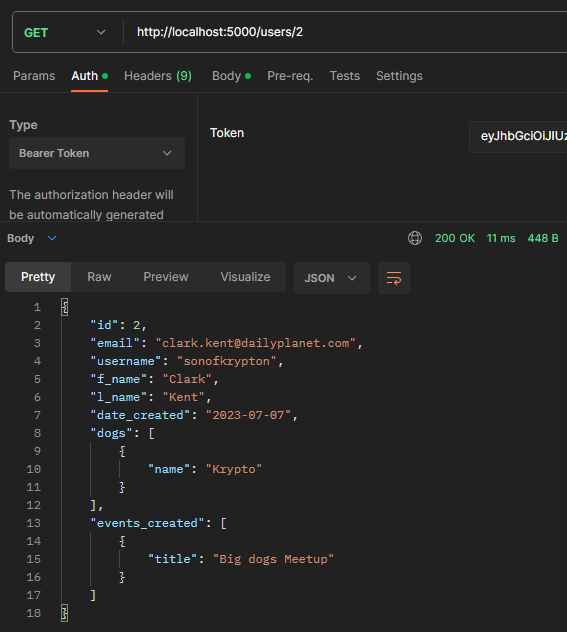 GET http://localhost:5000/users/2
Params Auth Headers (9) Body Pre-req. Tests Settings
Type
Token
Bearer Token
The authorization header will
be automatically generated
Body 200 OK 11 ms 448 B
Pretty Raw Preview Visualize JSON
1 {
2 "id": 2,
3 "email": "clark.kent@dailyplanet.com",
4 "username": "sonofkrypton",
5 "f_name": "Clark",
6 "l_name": "Kent",
7 "date_created": "2023-07-07",
8 "dogs": [
9 {
10 "name": "Krypto"
11 }
12 ],
13 "events_created": [
14 {
15 "title": "Big dogs Meetup"
16 }
17 ]
18 }